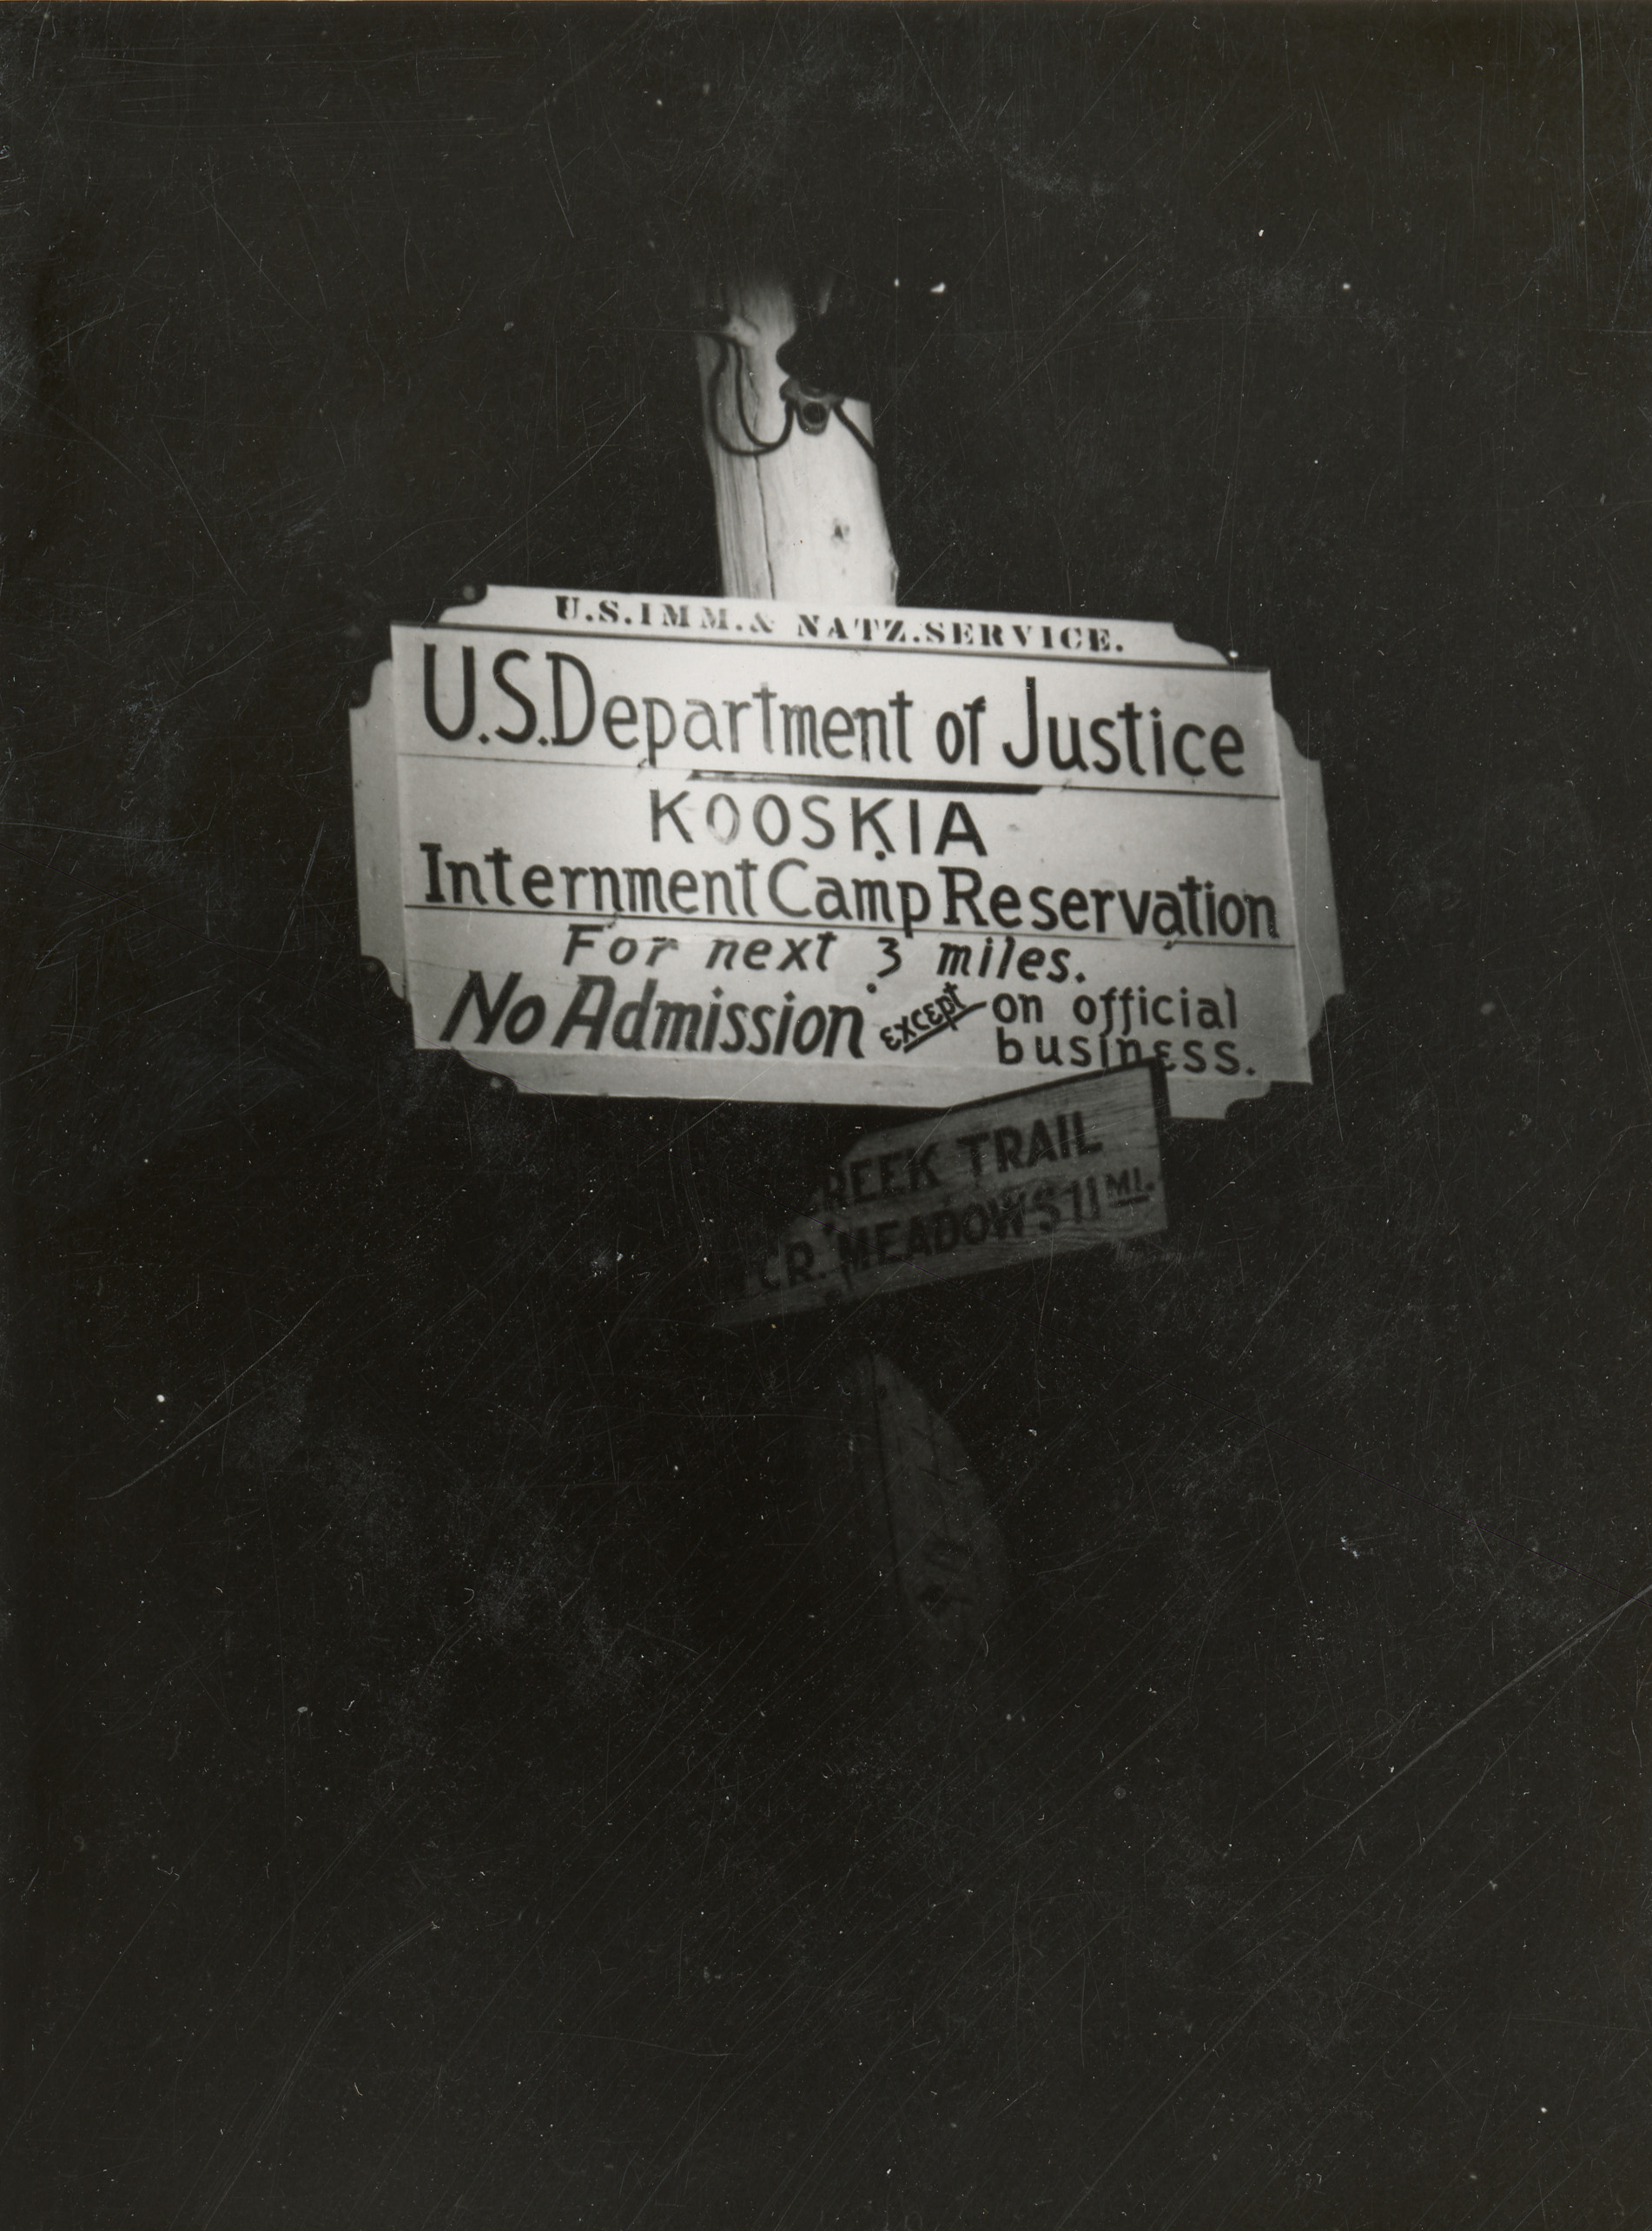 U.S. IMM. & NATZ. SERVICE.
U.S. Department of Justice
KOOSKIA
Internment Camp Reservation
For next 3 miles.
No Admission except on official
business.
TRAIL
CR. MEADOWS 11 MI.